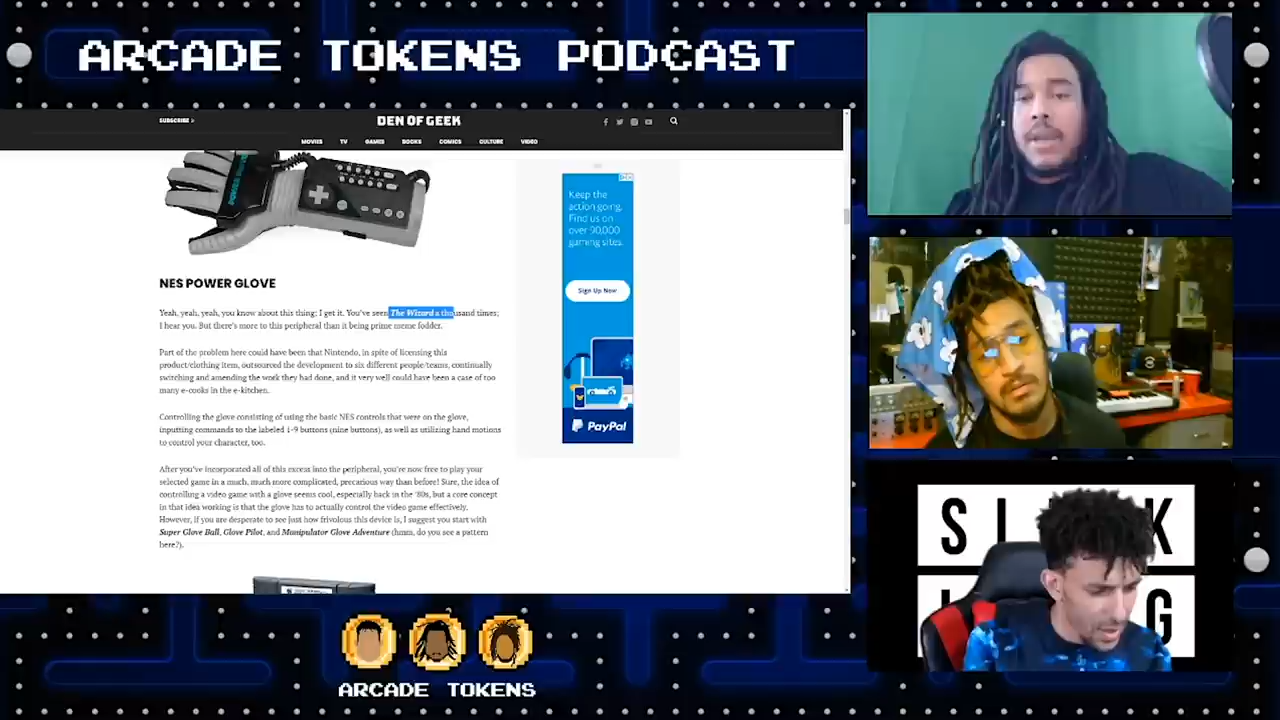 ARCADE TOKENS PODCAST
SUBSCRIBE >
DEN OF GEEK
MOVIES TV GAMES BOOKS COMICS CULTURE VIDEO
NES POWER GLOVE
Yeah, yeah, yeah, you know about this thing; I get it. You've seen The Wizard a thousand times;
I hear you. But there's more to this peripheral than it being prime meme fodder.
Part of the problem here could have been that Nintendo, in spite of licensing this
product/clothing item, outsourced the development to six different people/teams, continually
switching and amending the work they had done, and it very well could have been a case of too
many e-cooks in the e-kitchen.
Controlling the glove consisting of using the basic NES controls that were on the glove,
inputting commands to the labeled 1-9 buttons (nine buttons), as well as utilizing hand motions
to control your character, too.
After you've incorporated all of this excess into the peripheral, you're now free to play your
selected game in a much, much more complicated, precarious way than before! Sure, the idea of
controlling a video game with a glove seems cool, especially back in the '80s, but a core concept
in that idea working is that the glove has to actually control the video game effectively.
However, if you are desperate to see just how frivolous this device is, I suggest you start with
Super Glove Ball, Glove Pilot, and Manipulator Glove Adventure (hmm, do you see a pattern
here?).
Keep the
action going.
Find us on
over 90,000
gaming sites.
Sign Up Now
PayPal
S L K
G
ARCADE TOKENS